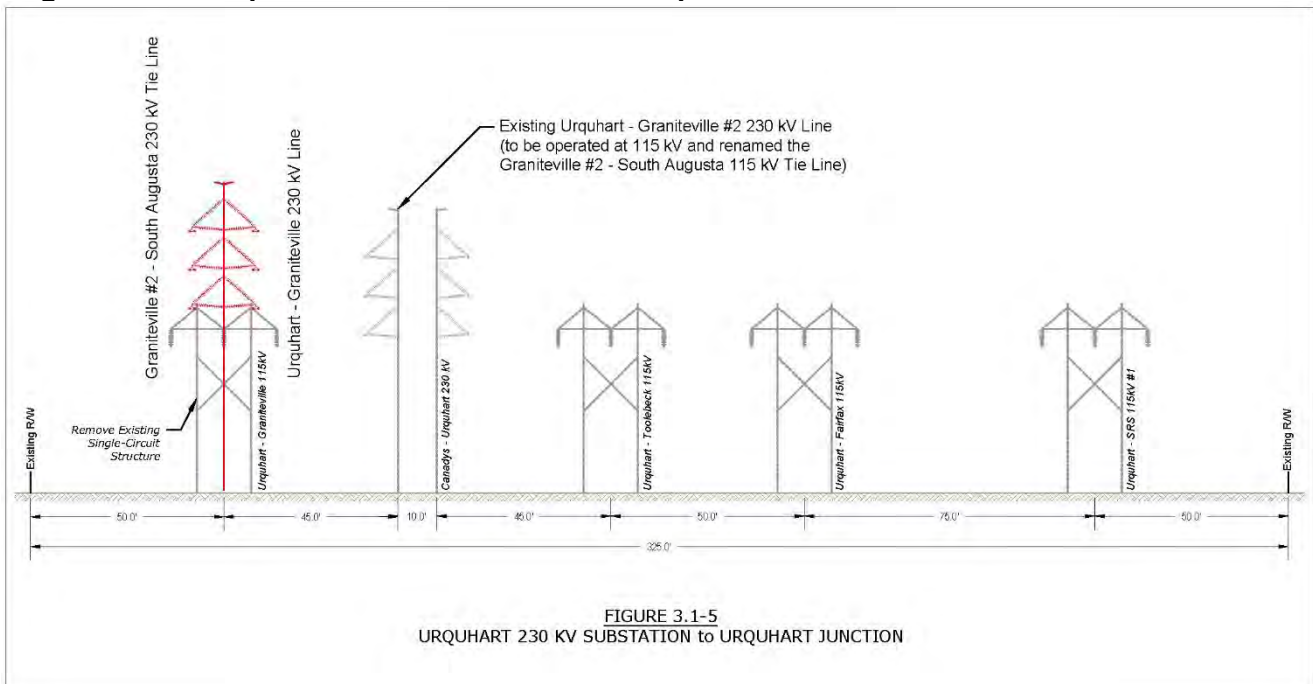 Graniteville #2 - South Augusta 230 kV Tie Line
Urquhart - Graniteville 230 kV Line
Existing Urquhart - Graniteville #2 230 kV Line
(to be operated at 115 kV and renamed the
Graniteville #2 - South Augusta 115 kV Tie Line)
Remove Existing
Single-Circuit
Structure
Existing R/W
Urquhart - Graniteville 115kV
Canadys - Urquhart 230 kV
Urquhart - Toolebeck 115kV
Urquhart - Fairfax 115kV
Urquhart - SRS 115kV #1
Existing R/W
50.0' 45.0' 10.0' 45.0' 50.0' 75.0' 50.0'
325.0'
FIGURE 3.1-5
URQUHART 230 KV SUBSTATION to URQUHART JUNCTION